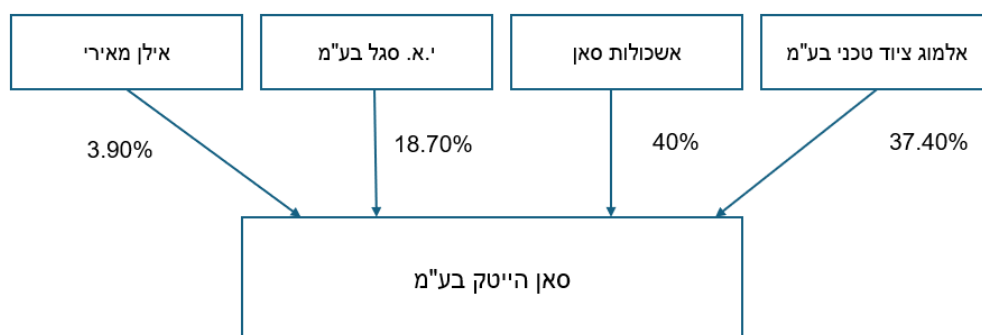 אלמוג ציוד טכני בע"מ
אשכולות סאן
י.א. סגל בע"מ
אילן מאירי
37.40%
40%
18.70%
3.90%
סאן הייטק בע"מ